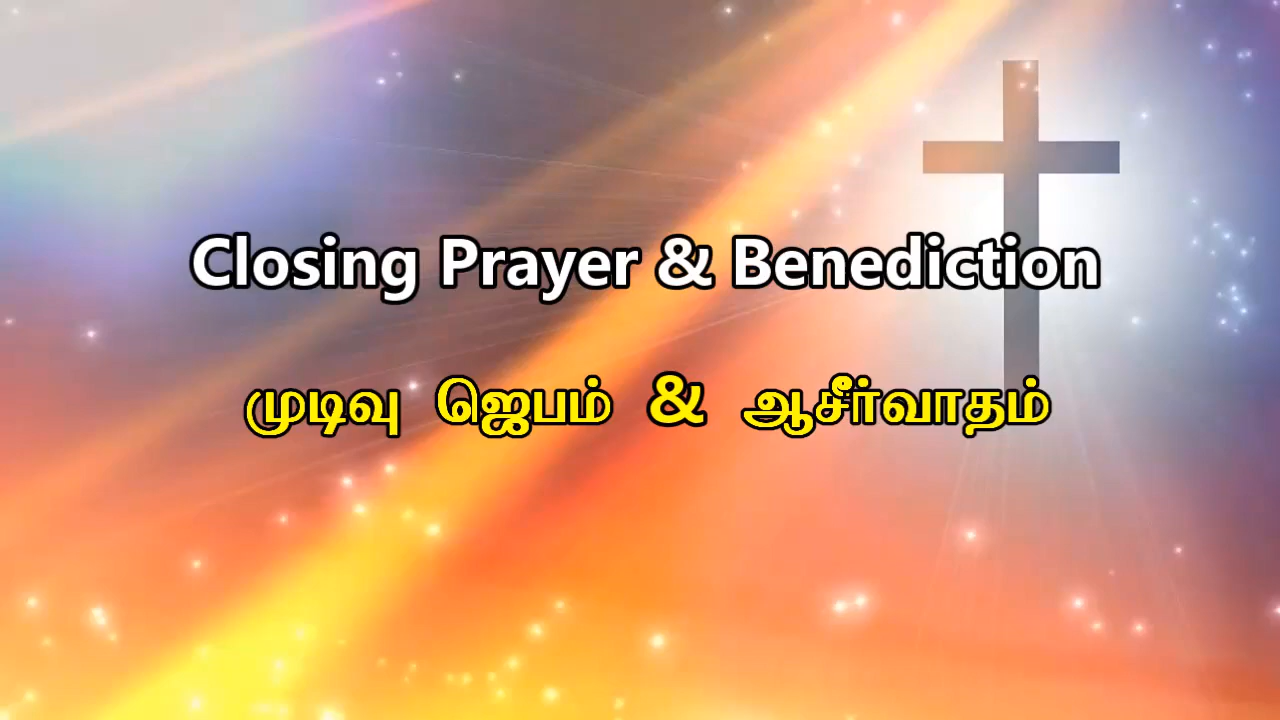 Closing Prayer & Benediction
முடிவு ஜெபம் & ஆசீர்வாதம்